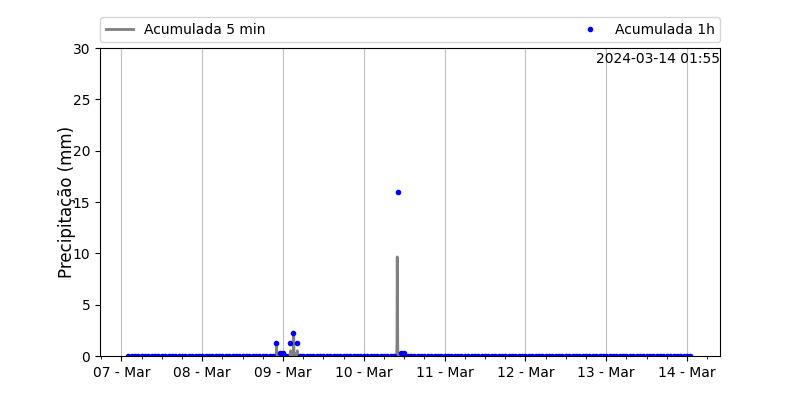 Acumulada 5 min Acumulada 1h
2024-03-14 01:55
Precipitação (mm)
30
25
20
15
10
5
0
07 - Mar 08 - Mar 09 - Mar 10 - Mar 11 - Mar 12 - Mar 13 - Mar 14 - Mar